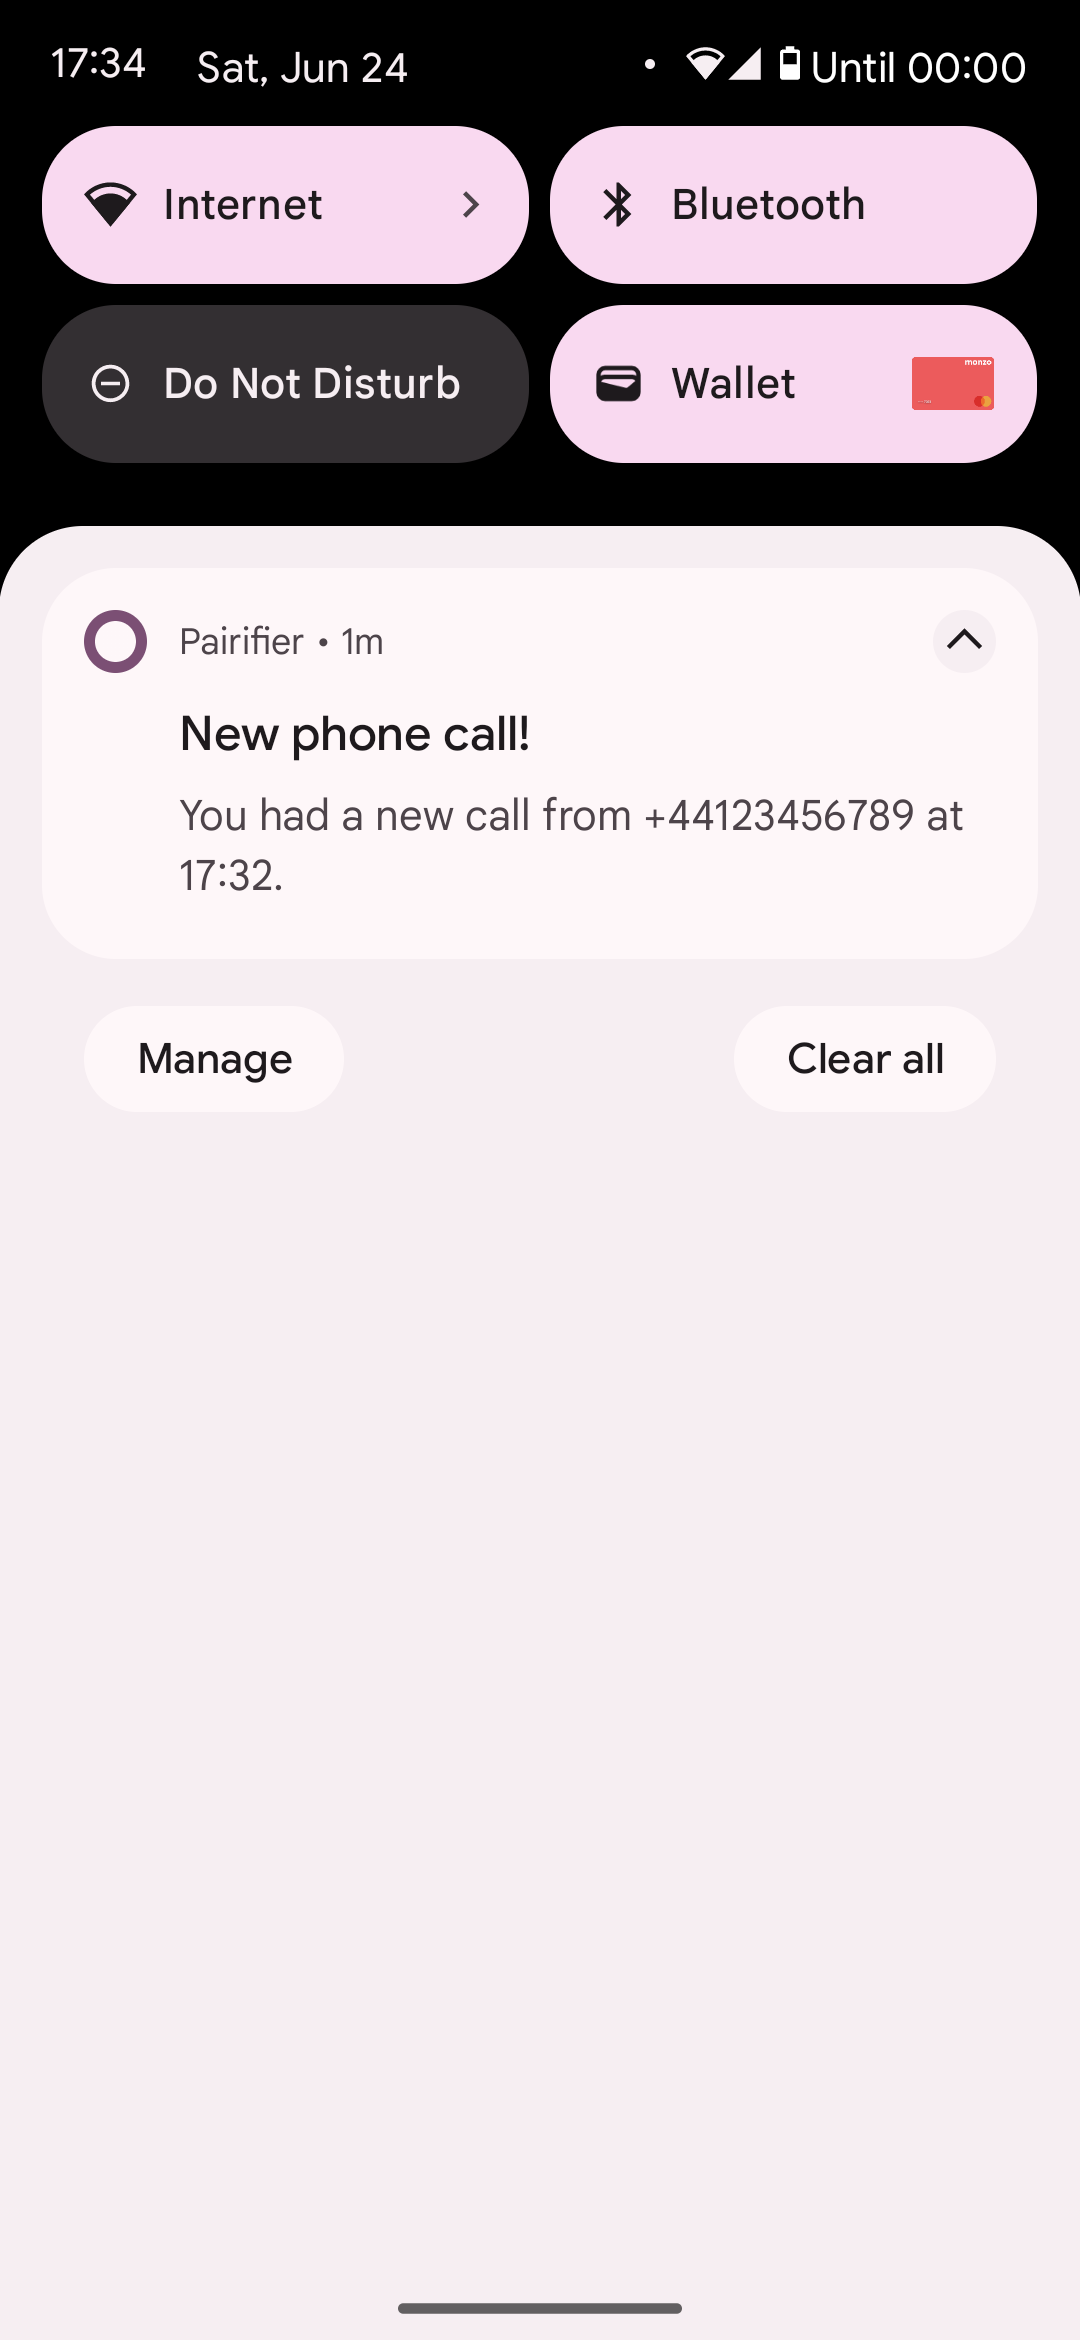 17:34 Sat, Jun 24 Until 00:00
Internet Bluetooth
Do Not Disturb Wallet monzo
Pairifier • 1m
New phone call!
You had a new call from +44123456789 at
17:32.
Manage Clear all